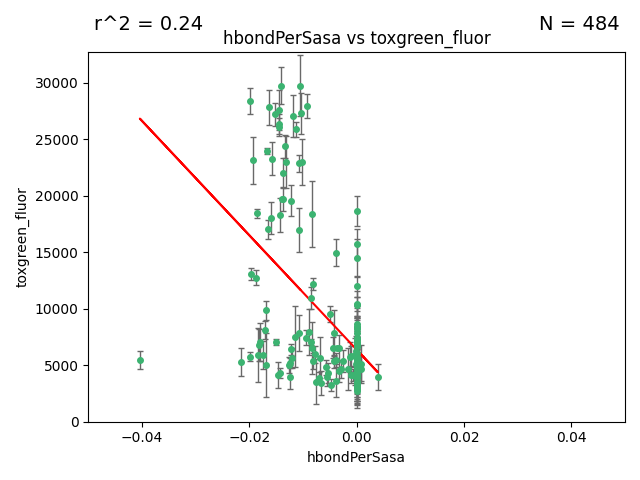 r^2 = 0.24
N = 484
hbondPerSasa vs toxgreen_fluor
30000
25000
20000
15000
10000
5000
0
toxgreen_fluor
−0.04
−0.02
0.00
0.02
0.04
hbondPerSasa